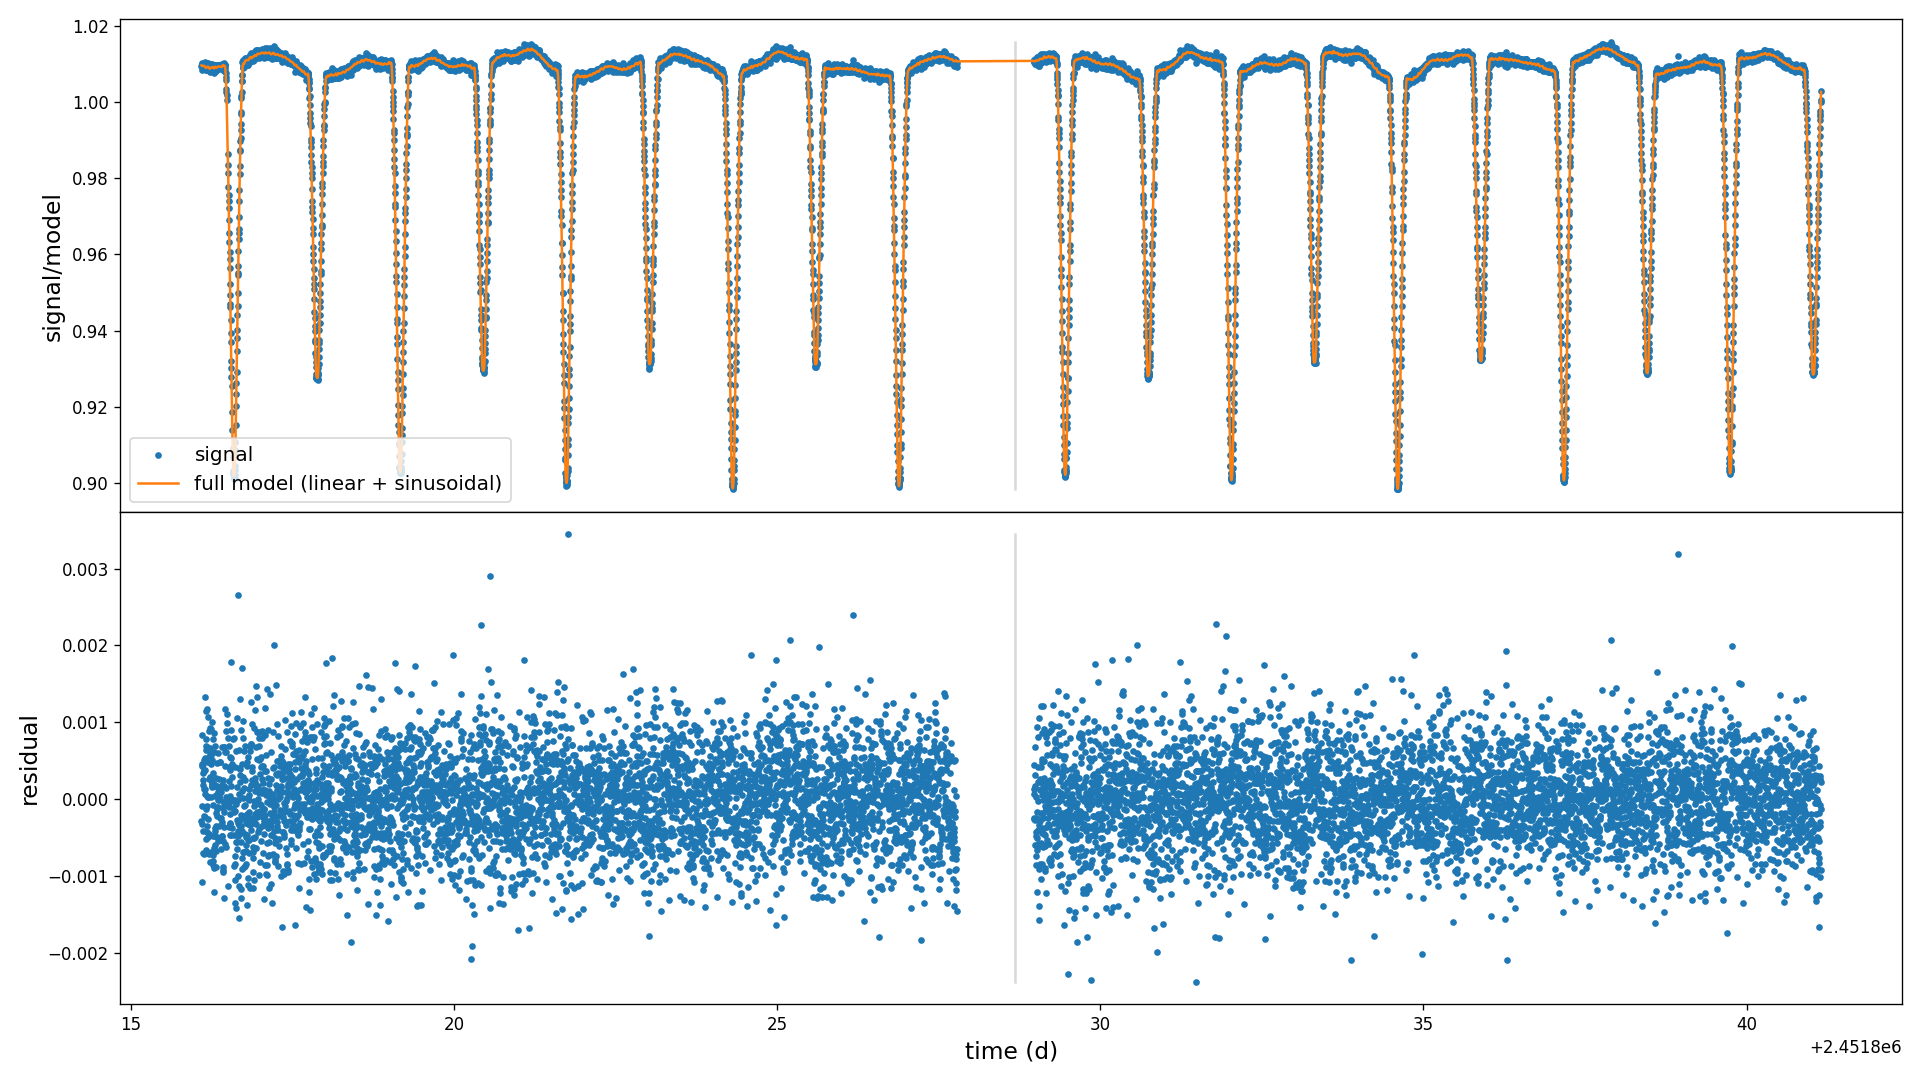 1.02
1.00
0.98
0.96
0.94
0.92
0.90
signal/model
signal
full model (linear + sinusoidal)
0.003
0.002
0.001
0.000
−0.001
−0.002
residual
15 20 25 30 35 40
time (d)
+2.4518e6